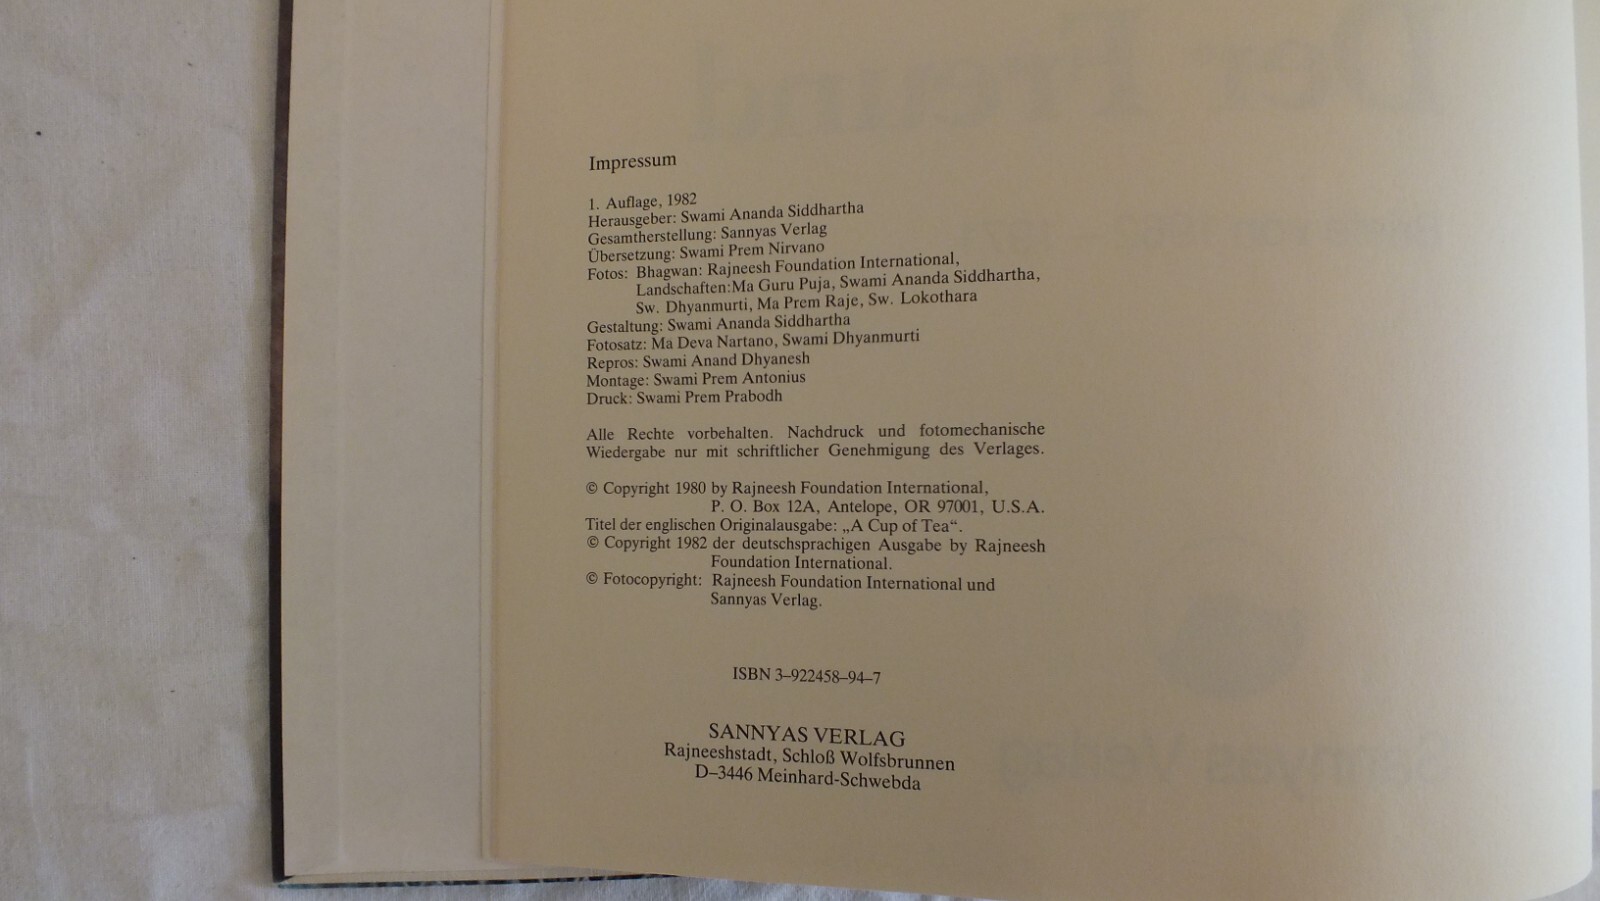 Impressum
1. Auflage, 1982
Herausgeber: Swami Ananda Siddhartha
Gesamtherstellung: Sannyas Verlag
Übersetzung: Swami Prem Nirvano
Fotos: Bhagwan: Rajneesh Foundation International,
Landschaften:Ma Guru Puja, Swami Ananda Siddhartha,
Sw. Dhyanmurti, Ma Prem Raje, Sw. Lokothara
Gestaltung: Swami Ananda Siddhartha
Fotosatz: Ma Deva Nartano, Swami Dhyanmurti
Repros: Swami Anand Dhyanesh
Montage: Swami Prem Antonius
Druck: Swami Prem Prabodh
Alle Rechte vorbehalten. Nachdruck und fotomechanische
Wiedergabe nur mit schriftlicher Genehmigung des Verlages.
© Copyright 1980 by Rajneesh Foundation International,
P. O. Box 12A, Antelope, OR 97001, U.S.A.
Titel der englischen Originalausgabe: „A Cup of Tea“.
© Copyright 1982 der deutschsprachigen Ausgabe by Rajneesh
Foundation International.
© Fotocopyright: Rajneesh Foundation International und
Sannyas Verlag.
ISBN 3–922458–94–7
SANNYAS VERLAG
Rajneeshstadt, Schloß Wolfsbrunnen
D–3446 Meinhard-Schwebda